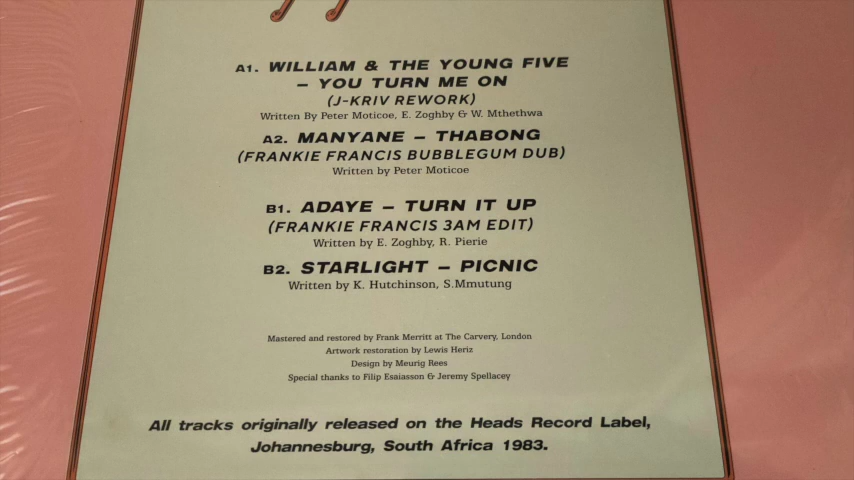 A1. WILLIAM & THE YOUNG FIVE
– YOU TURN ME ON
(J-KRIV REWORK)
Written By Peter Moticoe, E. Zoghby & W. Mthethwa
A2. MANYANE – THABONG
(FRANKIE FRANCIS BUBBLEGUM DUB)
Written by Peter Moticoe
B1. ADAYE – TURN IT UP
(FRANKIE FRANCIS 3AM EDIT)
Written by E. Zoghby, R. Pierie
B2. STARLIGHT – PICNIC
Written by K. Hutchinson, S.Mmutung
Mastered and restored by Frank Merritt at The Carvery, London
Artwork restoration by Lewis Heriz
Design by Meurig Rees
Special thanks to Filip Esaiasson & Jeremy Spellacey
All tracks originally released on the Heads Record Label,
Johannesburg, South Africa 1983.